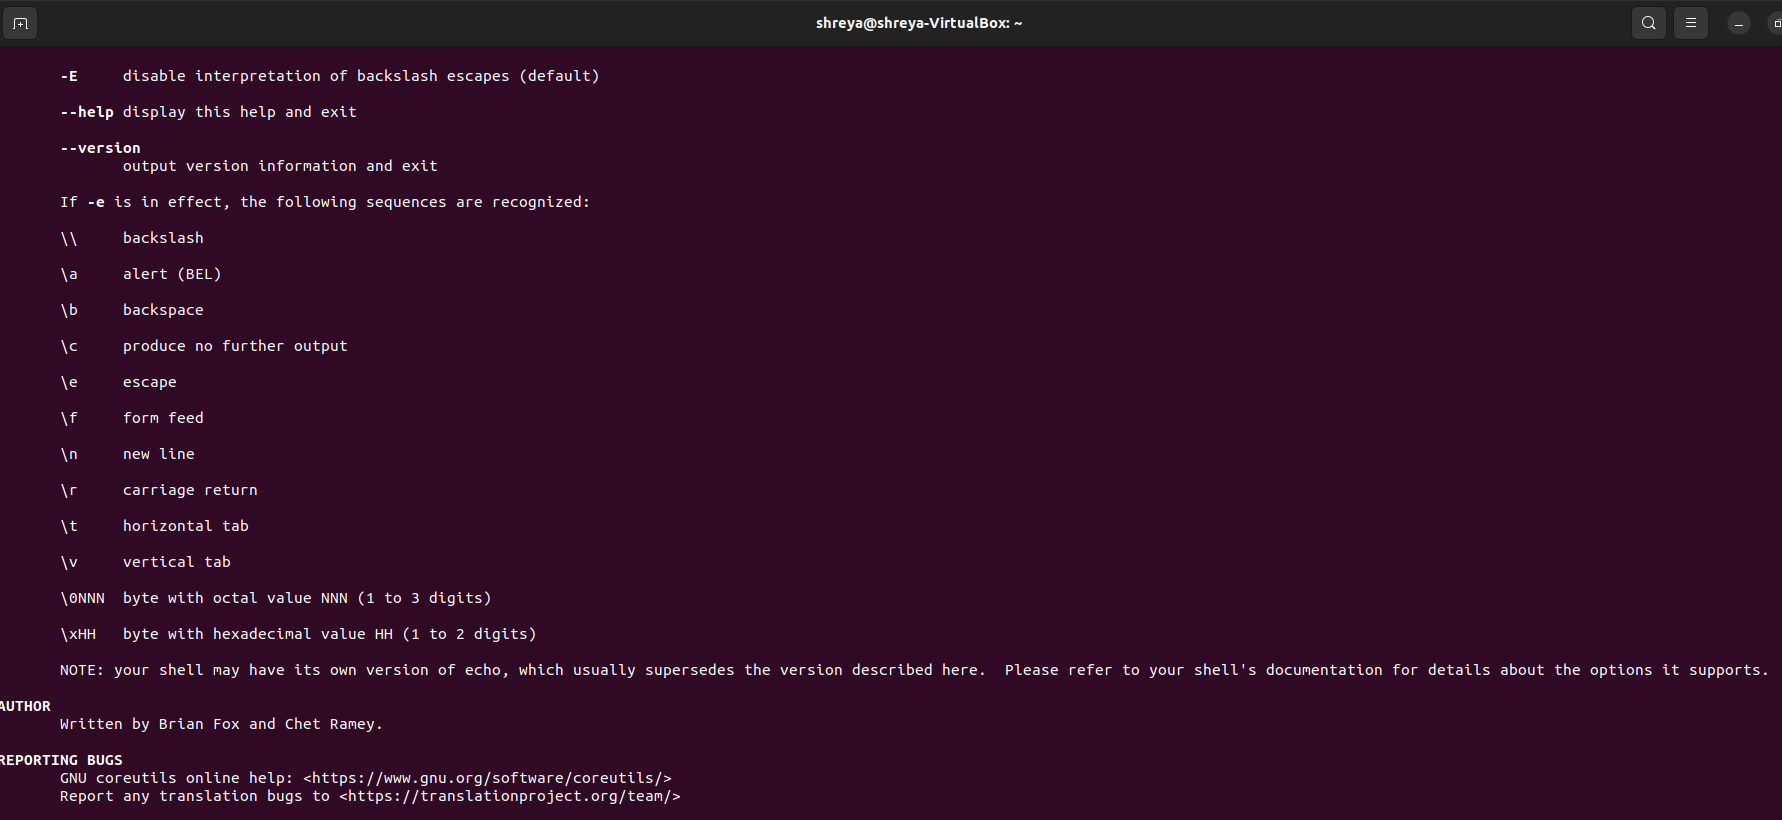 shreya@shreya-VirtualBox: ~
-E     disable interpretation of backslash escapes (default)
--help display this help and exit
--version
output version information and exit
If -e is in effect, the following sequences are recognized:
\\     backslash
\a     alert (BEL)
\b     backspace
\c     produce no further output
\e     escape
\f     form feed
\n     new line
\r     carriage return
\t     horizontal tab
\v     vertical tab
\0NNN  byte with octal value NNN (1 to 3 digits)
\xHH   byte with hexadecimal value HH (1 to 2 digits)
NOTE: your shell may have its own version of echo, which usually supersedes the version described here.  Please refer to your shell's documentation for details about the options it supports.
AUTHOR
Written by Brian Fox and Chet Ramey.
REPORTING BUGS
GNU coreutils online help: <https://www.gnu.org/software/coreutils/>
Report any translation bugs to <https://translationproject.org/team/>